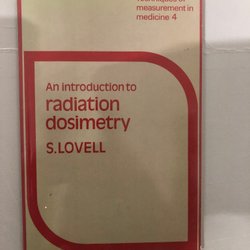 Techniques of
measurement in
medicine 4
An introduction to
radiation
dosimetry
S.LOVELL